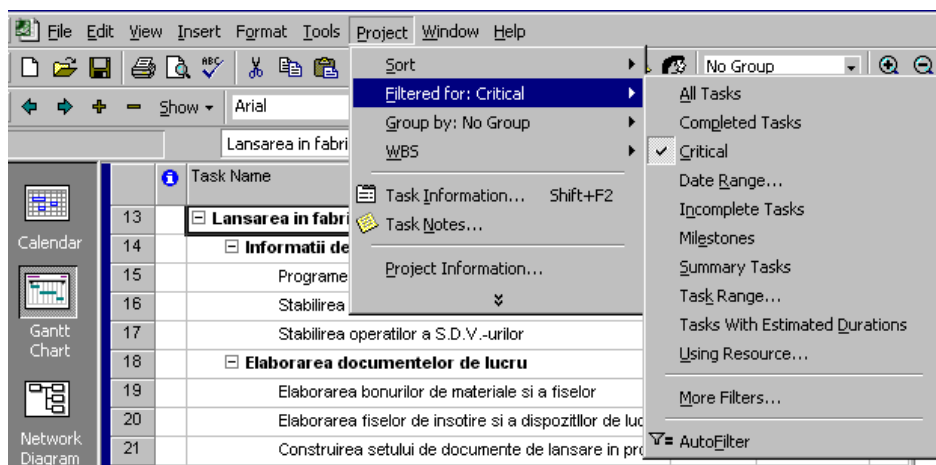 File Edit View Insert Format Tools Project Window Help
ABC
No Group
Show Arial
Lansarea in fabri
Sort
Filtered for: Critical
Group by: No Group
WBS
Task Information... Shift+F2
Task Notes...
Project Information...
All Tasks
Completed Tasks
Critical
Date Range...
Incomplete Tasks
Milestones
Summary Tasks
Task Range...
Tasks With Estimated Durations
Using Resource...
More Filters...
AutoFilter
Calendar
Gantt
Chart
Network
Diagram
Task Name
13 Lansarea in fabri
14 Informatii de
15 Programe
16 Stabilirea
17 Stabilirea operatilor a S.D.V.-urilor
18 Elaborarea documentelor de lucru
19 Elaborarea bonurilor de materiale si a fiselor
20 Elaborarea fiselor de insotire si a dispozitllor de luc
21 Construirea setului de documente de lansare in pro